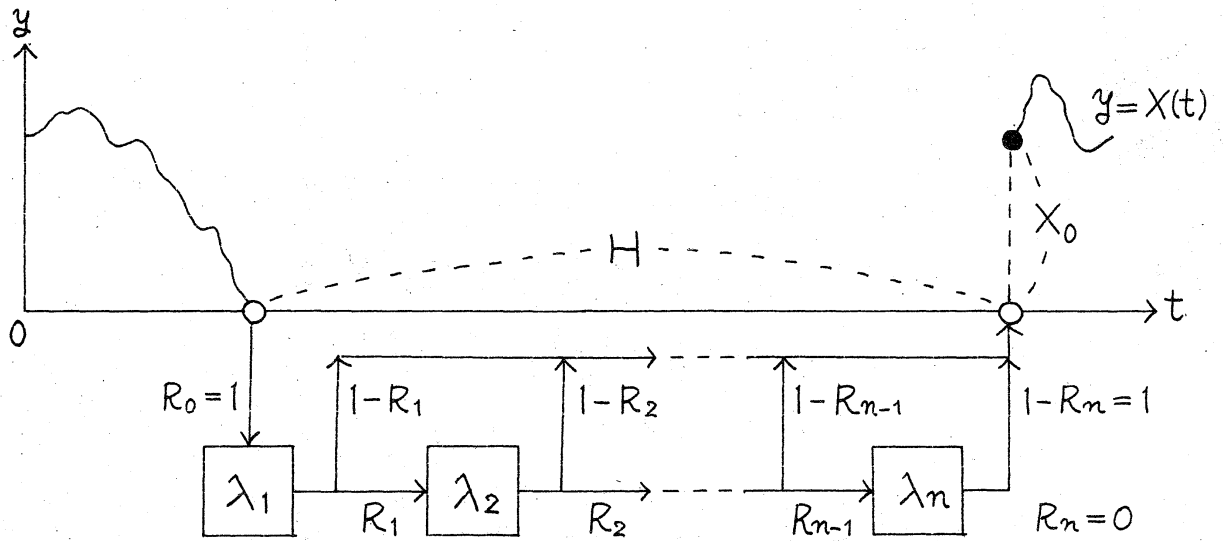 y
y=X(t)
X₀
H
0
t
R₀=1
1-R₁
1-R₂
1-Rₙ₋₁
1-Rₙ=1
λ₁
λ₂
λₙ
R₁
R₂
Rₙ₋₁
Rₙ=0